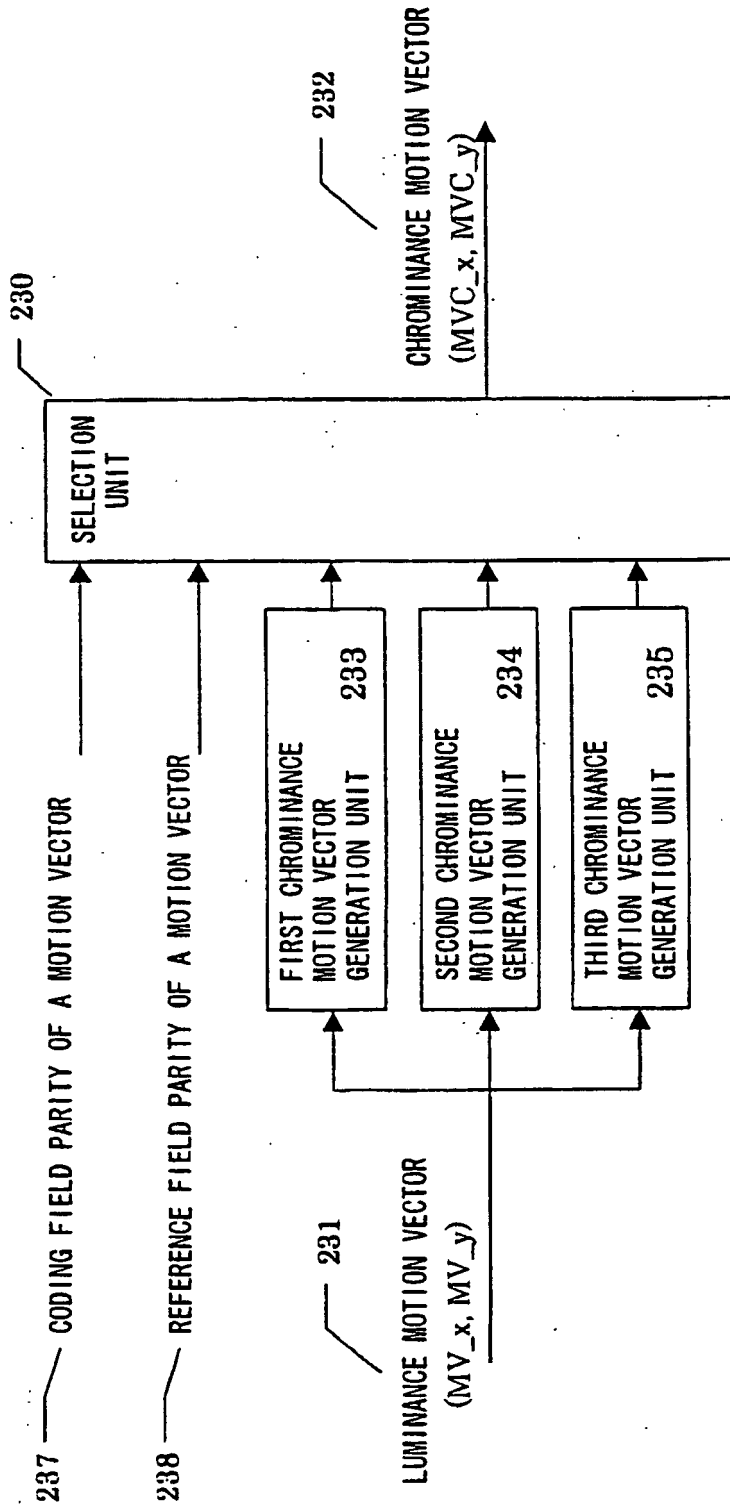 237 CODING FIELD PARITY OF A MOTION VECTOR
238 REFERENCE FIELD PARITY OF A MOTION VECTOR
230
SELECTION
UNIT
231
LUMINANCE MOTION VECTOR
(MV_x, MV_y)
FIRST CHROMINANCE
MOTION VECTOR
GENERATION UNIT 233
SECOND CHROMINANCE
MOTION VECTOR
GENERATION UNIT 234
THIRD CHROMINANCE
MOTION VECTOR
GENERATION UNIT 235
232
CHROMINANCE MOTION VECTOR
(MVC_x, MVC_y)